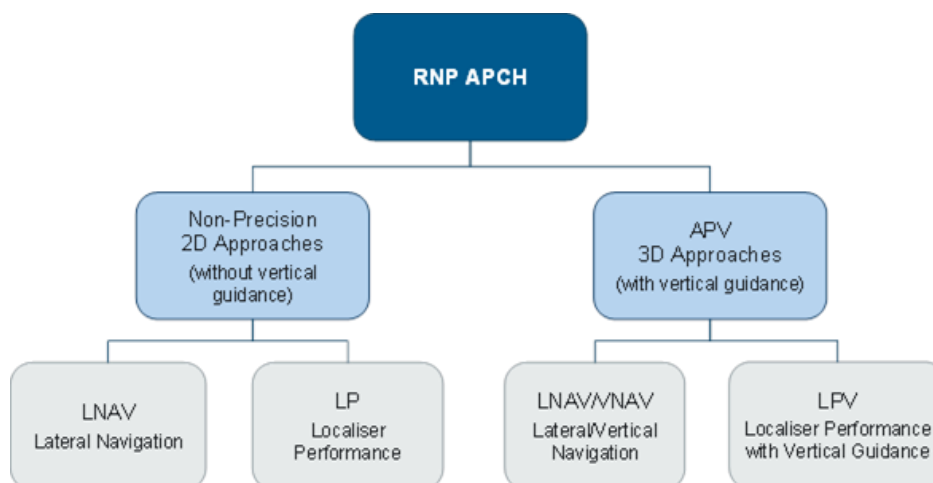 RNP APCH
Non-Precision
2D Approaches
(without vertical
guidance)
APV
3D Approaches
(with vertical guidance)
LNAV
Lateral Navigation
LP
Localiser
Performance
LNAV/VNAV
Lateral/Vertical
Navigation
LPV
Localiser Performance
with Vertical Guidance